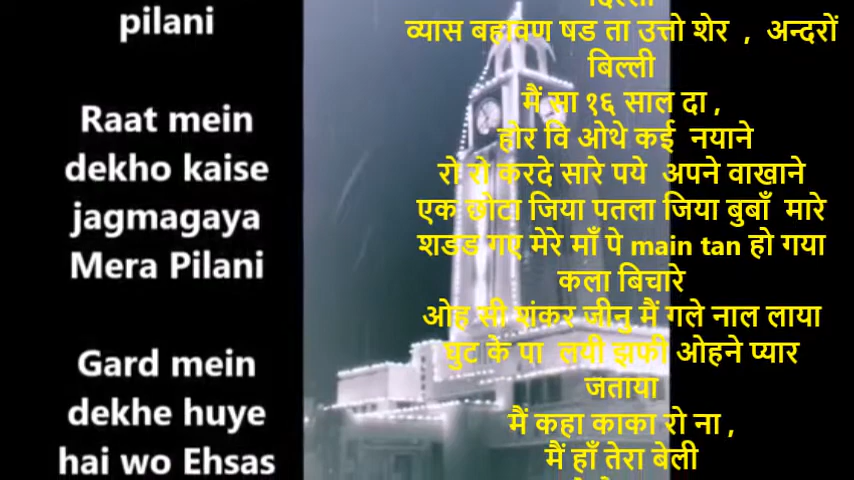 pilani
Raat mein
dekho kaise
jagmagaya
Mera Pilani
Gard mein
dekhe huye
hai wo Ehsas
दिल्ली
व्यास बहावण षड ता उत्तो शेर , अन्दरों
बिल्ली
मैं सा १६ साल दा ,
होर वि ओथे कई नयाने
रो रो करदे सारे पये अपने वाखाने
एक छोटा जिया पतला जिया बुबाँ मारे
शडड गए मेरे माँ पे main tan हो गया
कला बिचारे
ओह सी शंकर जीनु मैं गले नाल लाया
घुट के पा लयी झफी ओहने प्यार
जताया
मैं कहा काका रो ना ,
मैं हाँ तेरा बेली